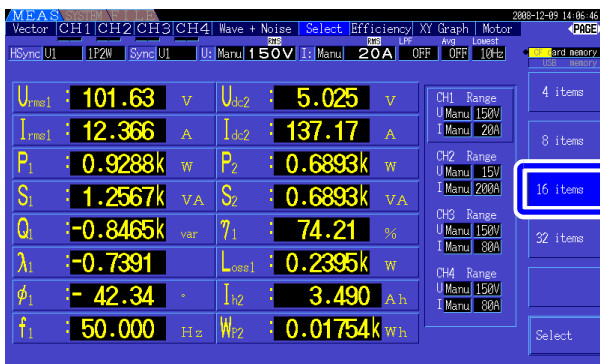 MEAS SYSTEM FILE 2008-12-09 14:06:46
Vector CH1 CH2 CH3 CH4 Wave + Noise Select Efficiency XY Graph Motor PAGE
RMS RMS LPF Avg Lowest
HSync U1 1P2W Sync U1 U: Manu 150V I: Manu 20A OFF OFF 10Hz CF Card memory
USB memory
Urms1 : 101.63 V Udc2 : 5.025 V
Irms1 : 12.366 A Idc2 : 137.17 A
P1 : 0.9288k W P2 : 0.6893k W
S1 : 1.2567k VA S2 : 0.6893k VA
Q1 :-0.8465k var η1 : 74.21 %
λ1 :-0.7391 Loss1 : 0.2395k W
ϕ1 :- 42.34 ° Ih2 : 3.490 Ah
f1 : 50.000 Hz WP2 : 0.01754k Wh
CH1 Range
U Manu 150V
I Manu 20A
CH2 Range
U Manu 15V
I Manu 200A
CH3 Range
U Manu 150V
I Manu 80A
CH4 Range
U Manu 150V
I Manu 80A
4 items
8 items
16 items
32 items
Select